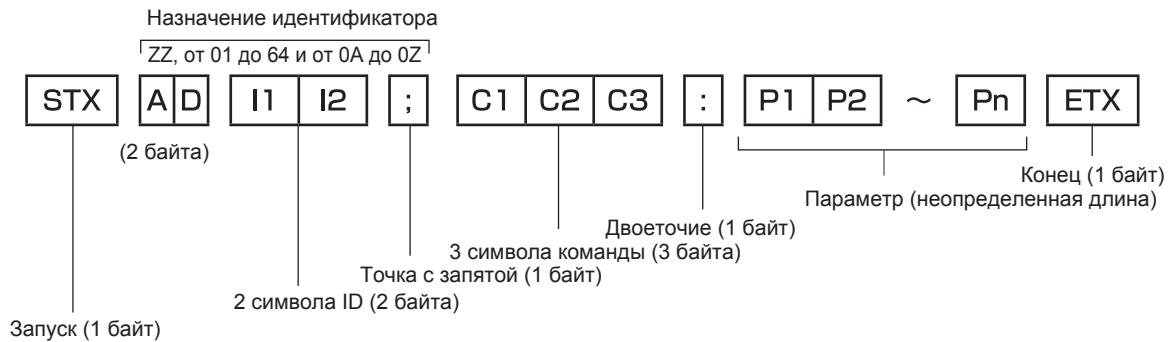 Назначение идентификатора
ZZ, от 01 до 64 и от 0A до 0Z
STX A D I1 I2 ; C1 C2 C3 : P1 P2 ~ Pn ETX
(2 байта)
Конец (1 байт)
Параметр (неопределенная длина)
Двоеточие (1 байт)
3 символа команды (3 байта)
Точка с запятой (1 байт)
2 символа ID (2 байта)
Запуск (1 байт)